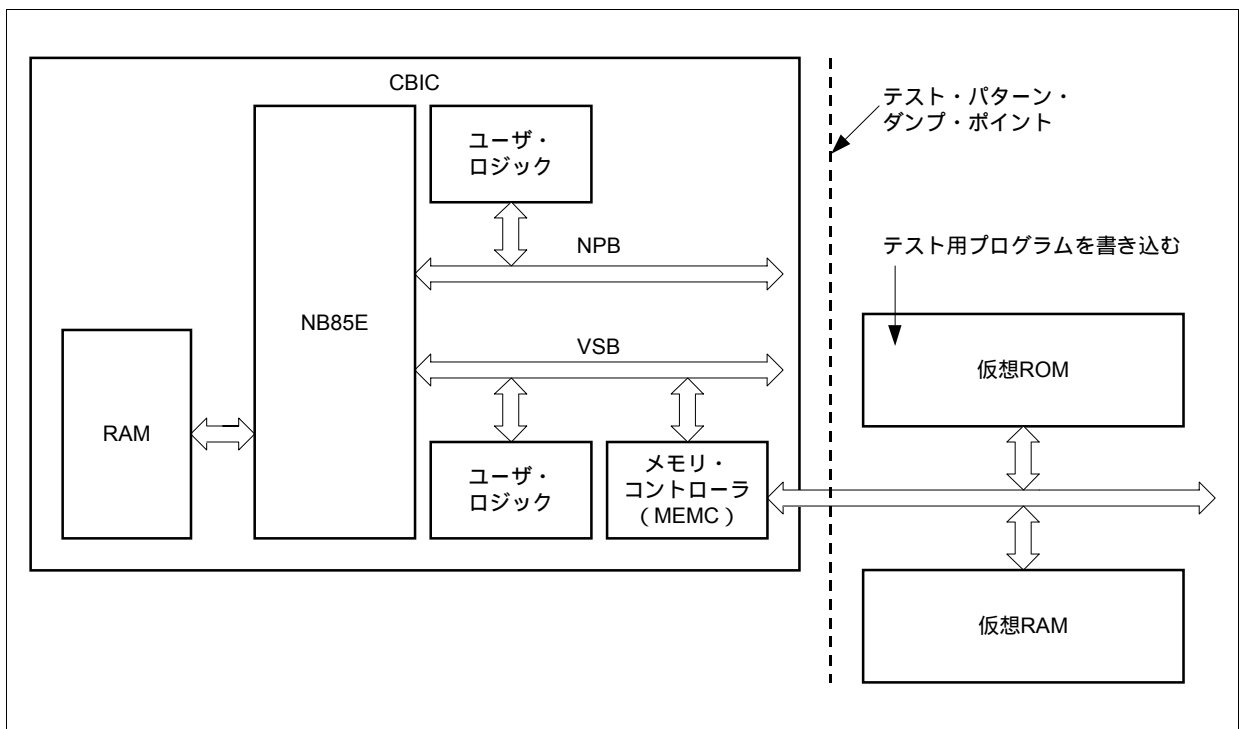 CBIC
テスト・パターン・
ダンプ・ポイント
ユーザ・
ロジック
NPB
テスト用プログラムを書き込む
NB85E
VSB
仮想ROM
RAM
ユーザ・
ロジック
メモリ・
コントローラ
（MEMC）
仮想RAM